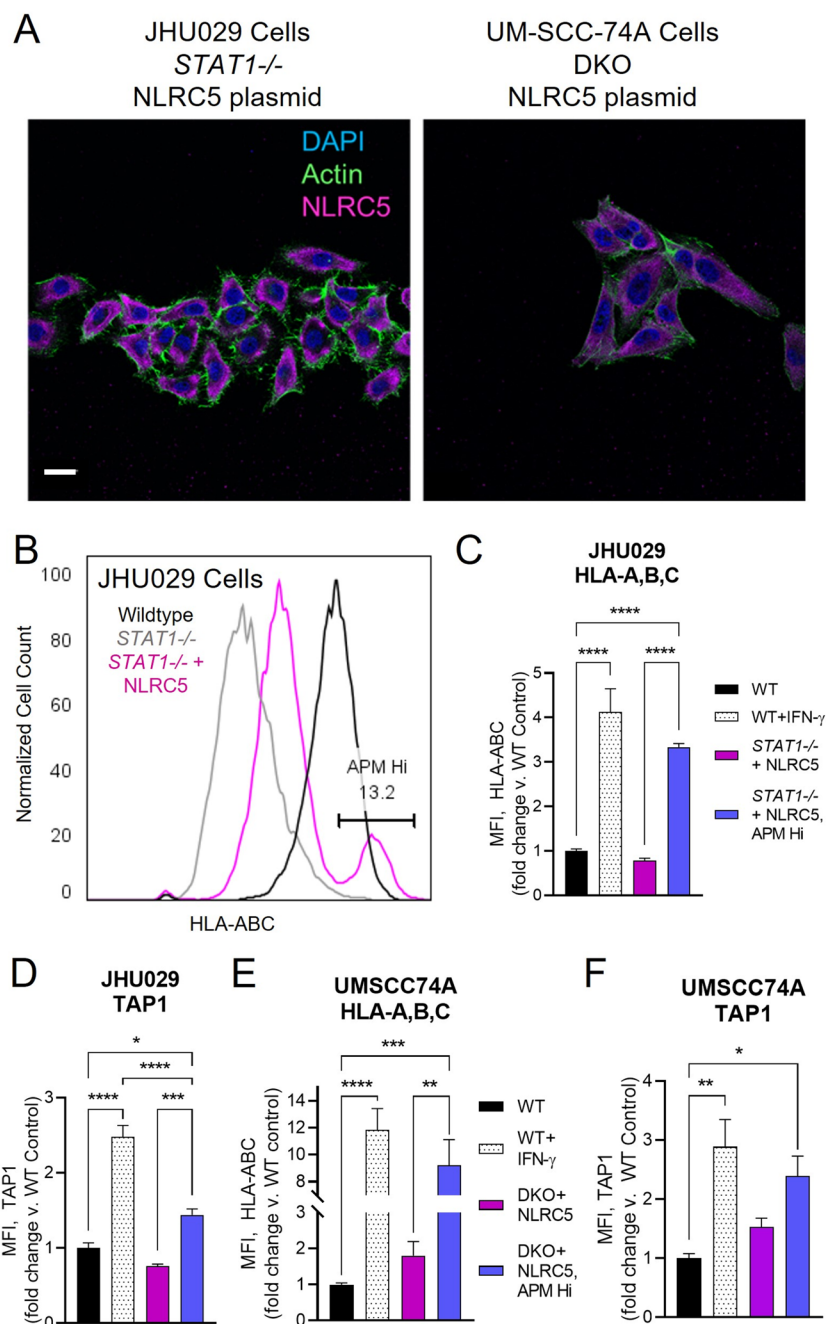 A
JHU029 Cells
STAT1-/-
NLRC5 plasmid
UM-SCC-74A Cells
DKO
NLRC5 plasmid
DAPI
Actin
NLRC5
B
JHU029 Cells
Wildtype
STAT1-/-
STAT1-/- +
NLRC5
APM Hi
13.2
100
80
60
40
20
0
Normalized Cell Count
HLA-ABC
C
JHU029
HLA-A,B,C
****
**** ****
5
4
3
2
1
0
MFI, HLA-ABC
(fold change v. WT Control)
WT
WT+IFN-γ
STAT1-/-
+ NLRC5
STAT1-/-
+ NLRC5,
APM Hi
D
JHU029
TAP1
*
****
**** ***
3
2
1
0
MFI, TAP1
(fold change v. WT Control)
E
UMSCC74A
HLA-A,B,C
***
**** **
14
12
10
8
3
2
1
0
MFI, HLA-ABC
(fold change v. WT control)
WT
WT+
IFN-γ
DKO+
NLRC5
DKO+
NLRC5,
APM Hi
F
UMSCC74A
TAP1
*
**
4
3
2
1
0
MFI, TAP1
(fold change v. WT Control)